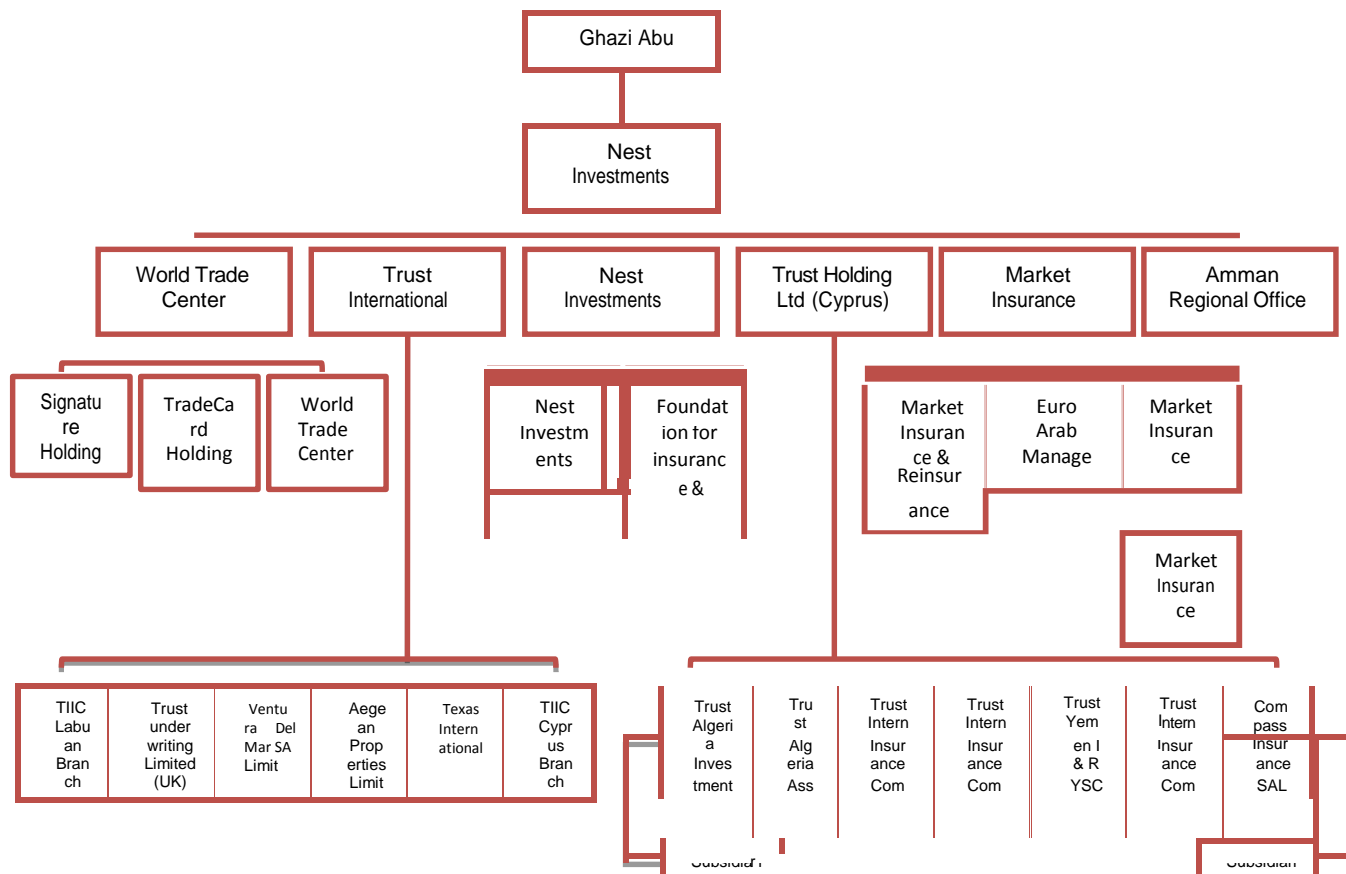 Ghazi Abu
Nest
Investments
World Trade
Center
Trust
International
Nest
Investments
Trust Holding
Ltd (Cyprus)
Market
Insurance
Amman
Regional Office
Signatu
re
Holding
TradeCa
rd
Holding
World
Trade
Center
Nest
Investm
ents
Foundat
ion for
insuranc
e &
Market
Insuran
ce &
Reinsur
ance
Euro
Arab
Manage
Market
Insuran
ce
Market
Insuran
ce
TIIC
Labu
an
Bran
ch
Trust
under
writing
Limited
(UK)
Ventu
ra Del
Mar SA
Limit
Aege
an
Prop
erties
Limit
Texas
Intern
ational
TIIC
Cypr
us
Bran
ch
Trust
Algeri
a
Inves
tment
Tru
st
Alg
eria
Ass
Trust
Intern
Insur
ance
Com
Trust
Intern
Insur
ance
Com
Trust
Yem
en I
& R
YSC
Trust
Intern
Insur
ance
Com
Com
pass
Insur
ance
SAL